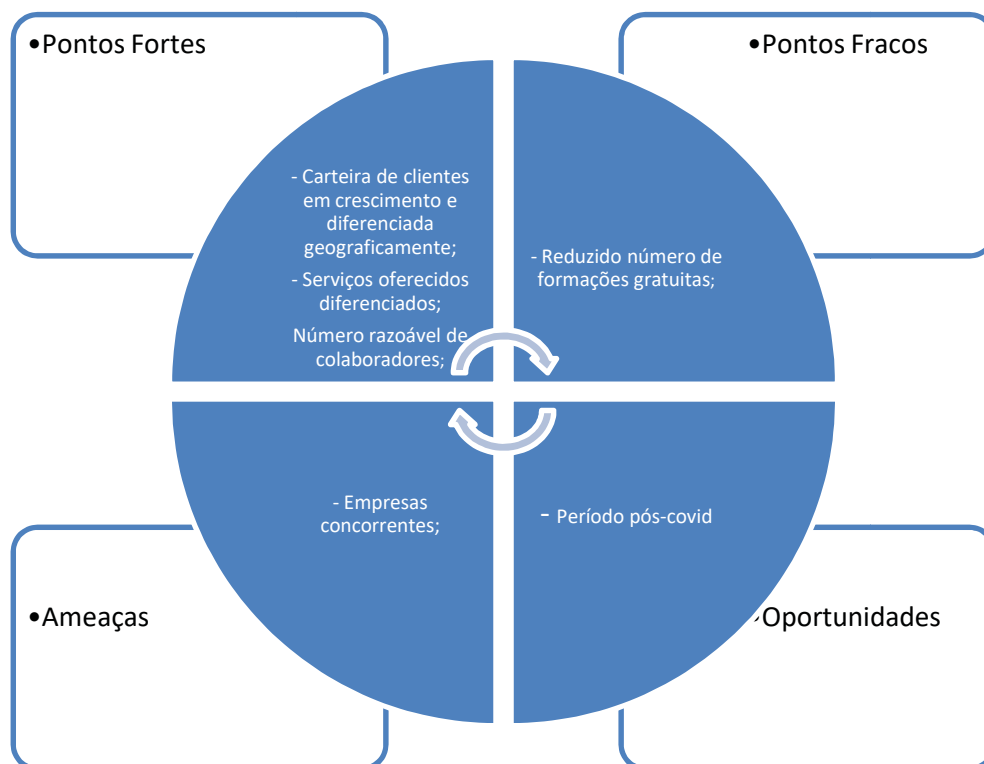 •Pontos Fortes
•Pontos Fracos
- Carteira de clientes
em crescimento e
diferenciada
geograficamente;
- Serviços oferecidos
diferenciados;
Número razoável de
colaboradores;
- Reduzido número de
formações gratuitas;
- Empresas
concorrentes;
- Período pós-covid
•Ameaças
•Oportunidades